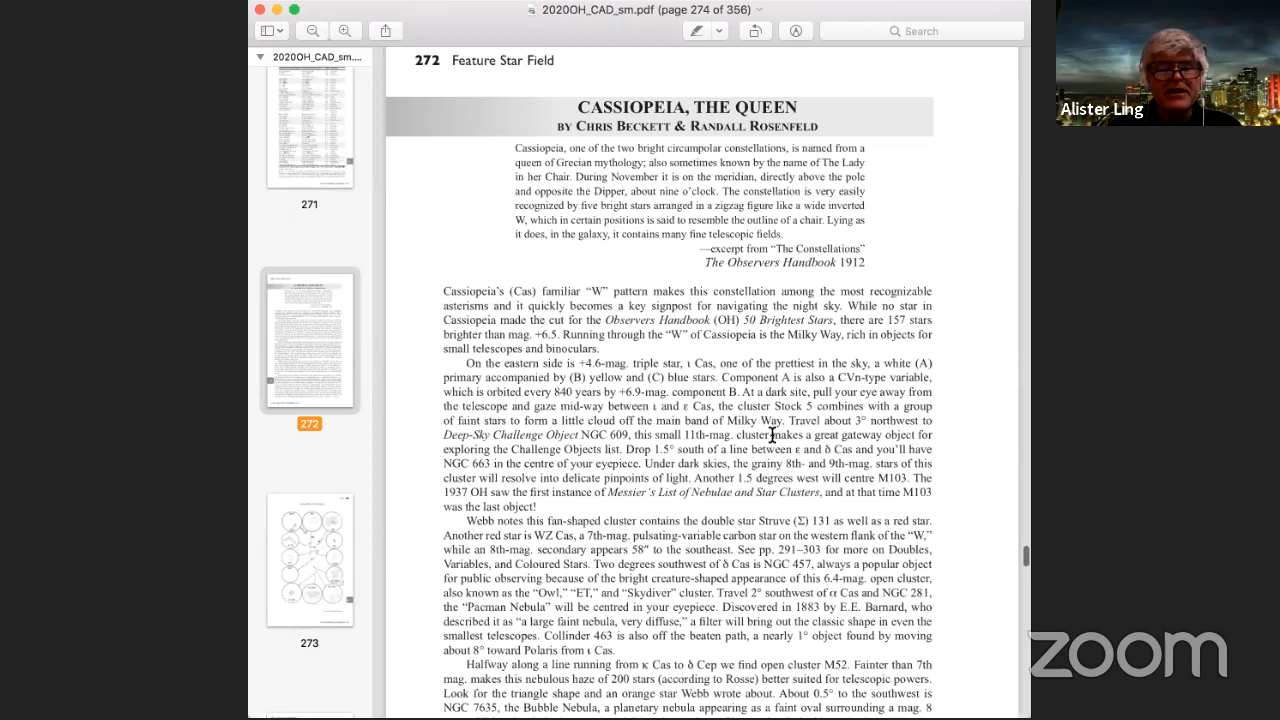 2020OH_CAD_sm.pdf (page 274 of 356)
Search
2020OH_CAD_sm....
271
272
273
272 Feature Star Field
CASSIOPEIA, THE QUEEN
BY CHRIS BECKETT & RANDALL ROSENFELD
Cassiopeia, one of two bright circumpolar constellations, is named from a
queen of Greek mythology, also sometimes known by the name of The Lady
in her Chair. During November it is on the meridian, directly above the pole
and opposite the Dipper, about nine o'clock. The constellation is very easily
recognized by five bright stars arranged in a zigzag figure like a wide inverted
W, which in certain positions is said to resemble the outline of a chair. Lying as
it does, in the galaxy, it contains many fine telescopic fields.
—excerpt from “The Constellations”
The Observers Handbook 1912
Cassiopeia's (Cas) familiar “W” pattern makes this constellation among the most recognizable
asterisms and it quickly becomes a key signpost for touring the night sky. While no star in
Cassiopeia made the cut in the Observer's Handbook (OH) Brightest Stars, there are 157 stars
brighter than mag. +6.5. Running through the “W” of Cassiopeia is the Milky Way, rich in objects for
small telescopes and binoculars.
On the eastern flank is +4.6-mag. triple star, ι Cas, among the prettiest in the sky, a white (A)
star accompanied by (B) yellow and (C) blue stars. Component A is also α CVn-type variable,
which is orbited every 620 years by +6.9-mag. component B. At a dark site, pull your eye away from
the telescope and gaze mid-way between ι and ε Cas, the cluster Stock 5 combines with a group
of faint stars to form a little cloud off the main band of Milky Way. Travel about 3° northwest to
Deep-Sky Challenge Object NGC 609, this small 11th-mag. cluster makes a great gateway object for
exploring the Challenge Objects list. Drop 1.5° south of a line between ε and δ Cas and you'll have
NGC 663 in the centre of your eyepiece. Under dark skies, the grainy 8th- and 9th-mag. stars of this
cluster will resolve into delicate pinpoints of light. Another 1.5 degrees west will centre M103. The
1937 OH saw the first instance of Messier's List of Nebulae and Star Clusters, and at that time M103
was the last object!
Webb notes this fan-shaped cluster contains the double star Struve (Σ) 131 as well as a red star.
Another red star is WZ Cas, a 7th-mag. pulsating-variable carbon star on the western flank of the “W,”
while an 8th-mag. secondary appears 58″ to the southeast. See pp. 291–303 for more on Doubles,
Variables, and Coloured Stars. Two degrees southwest of δ Cas is NGC 457, always a popular object
for public observing because of the bright creature-shaped appearance of this 6.4-mag. open cluster,
also known as the “Owl,” “ET,” and “Skydiver” cluster. Travel 2° southwest of α Cas and NGC 281,
the “Pacman Nebula” will be centred in your eyepiece. Discovered in 1883 by E.E. Barnard, who
described it as “a large faint nebula, very diffuse,” a filter will bring out the classic shape in even the
smallest telescopes. Collinder 463 is also off the beaten path, a nearly 1° object found by moving
about 8° toward Polaris from ι Cas.
Halfway along a line running from κ Cas to δ Cep we find open cluster M52. Fainter than 7th
mag. makes this nebulous haze of 200 stars (according to Rosse) better suited for telescopic powers.
Look for the triangle shape and an orange star Webb wrote about. About 0.5° to the southwest is
NGC 7635, the Bubble Nebula, a planetary nebula appearing as a faint oval surrounding a mag. 8
Alister Ling
zoom